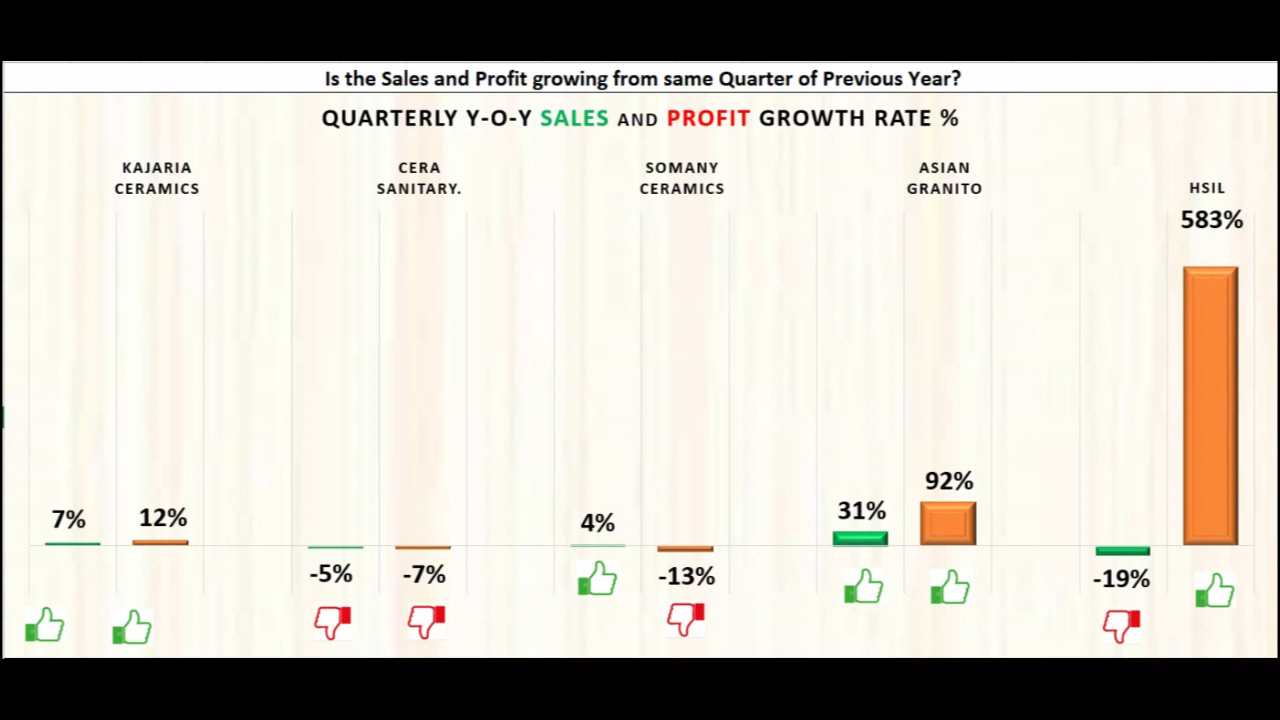 Is the Sales and Profit growing from same Quarter of Previous Year?
QUARTERLY Y-O-Y SALES AND PROFIT GROWTH RATE %
KAJARIA
CERAMICS
CERA
SANITARY.
SOMANY
CERAMICS
ASIAN
GRANITO
HSIL
583%
7%
12%
-5%
-7%
4%
-13%
31%
92%
-19%